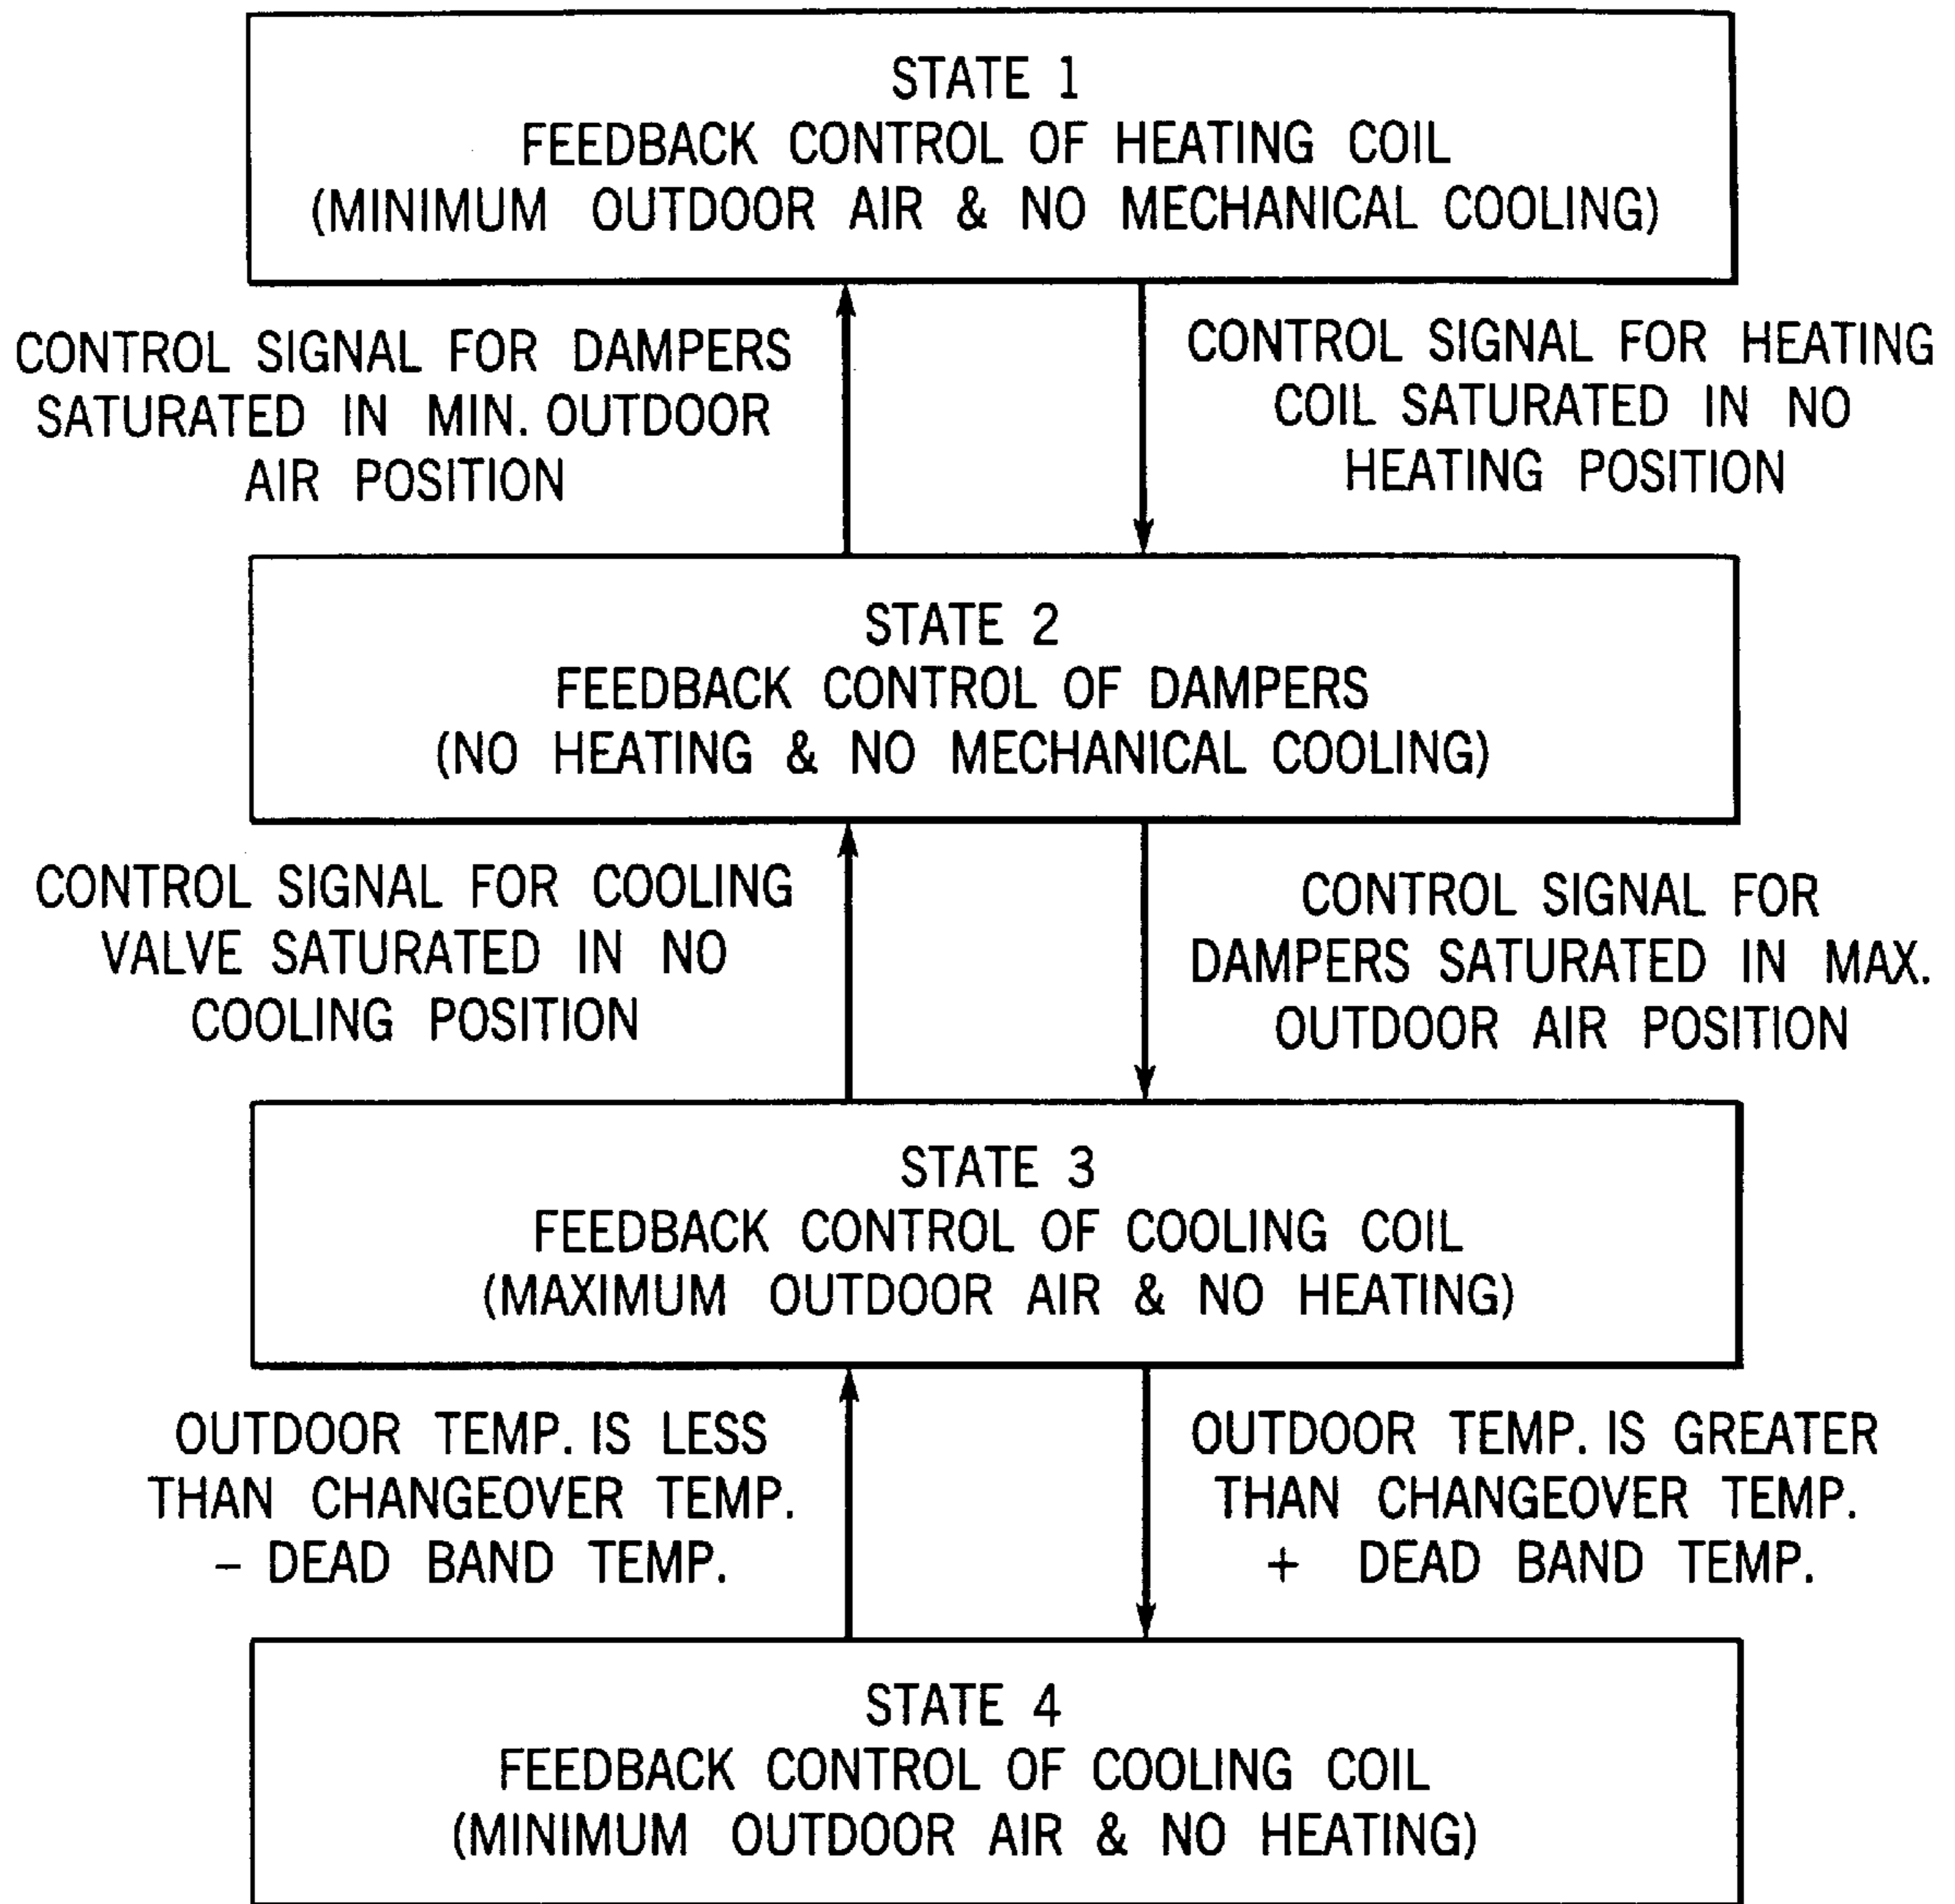 STATE 1
FEEDBACK CONTROL OF HEATING COIL
(MINIMUM OUTDOOR AIR & NO MECHANICAL COOLING)
CONTROL SIGNAL FOR DAMPERS
SATURATED IN MIN. OUTDOOR
AIR POSITION
CONTROL SIGNAL FOR HEATING
COIL SATURATED IN NO
HEATING POSITION
STATE 2
FEEDBACK CONTROL OF DAMPERS
(NO HEATING & NO MECHANICAL COOLING)
CONTROL SIGNAL FOR COOLING
VALVE SATURATED IN NO
COOLING POSITION
CONTROL SIGNAL FOR
DAMPERS SATURATED IN MAX.
OUTDOOR AIR POSITION
STATE 3
FEEDBACK CONTROL OF COOLING COIL
(MAXIMUM OUTDOOR AIR & NO HEATING)
OUTDOOR TEMP. IS LESS
THAN CHANGEOVER TEMP.
– DEAD BAND TEMP.
OUTDOOR TEMP. IS GREATER
THAN CHANGEOVER TEMP.
+ DEAD BAND TEMP.
STATE 4
FEEDBACK CONTROL OF COOLING COIL
(MINIMUM OUTDOOR AIR & NO HEATING)